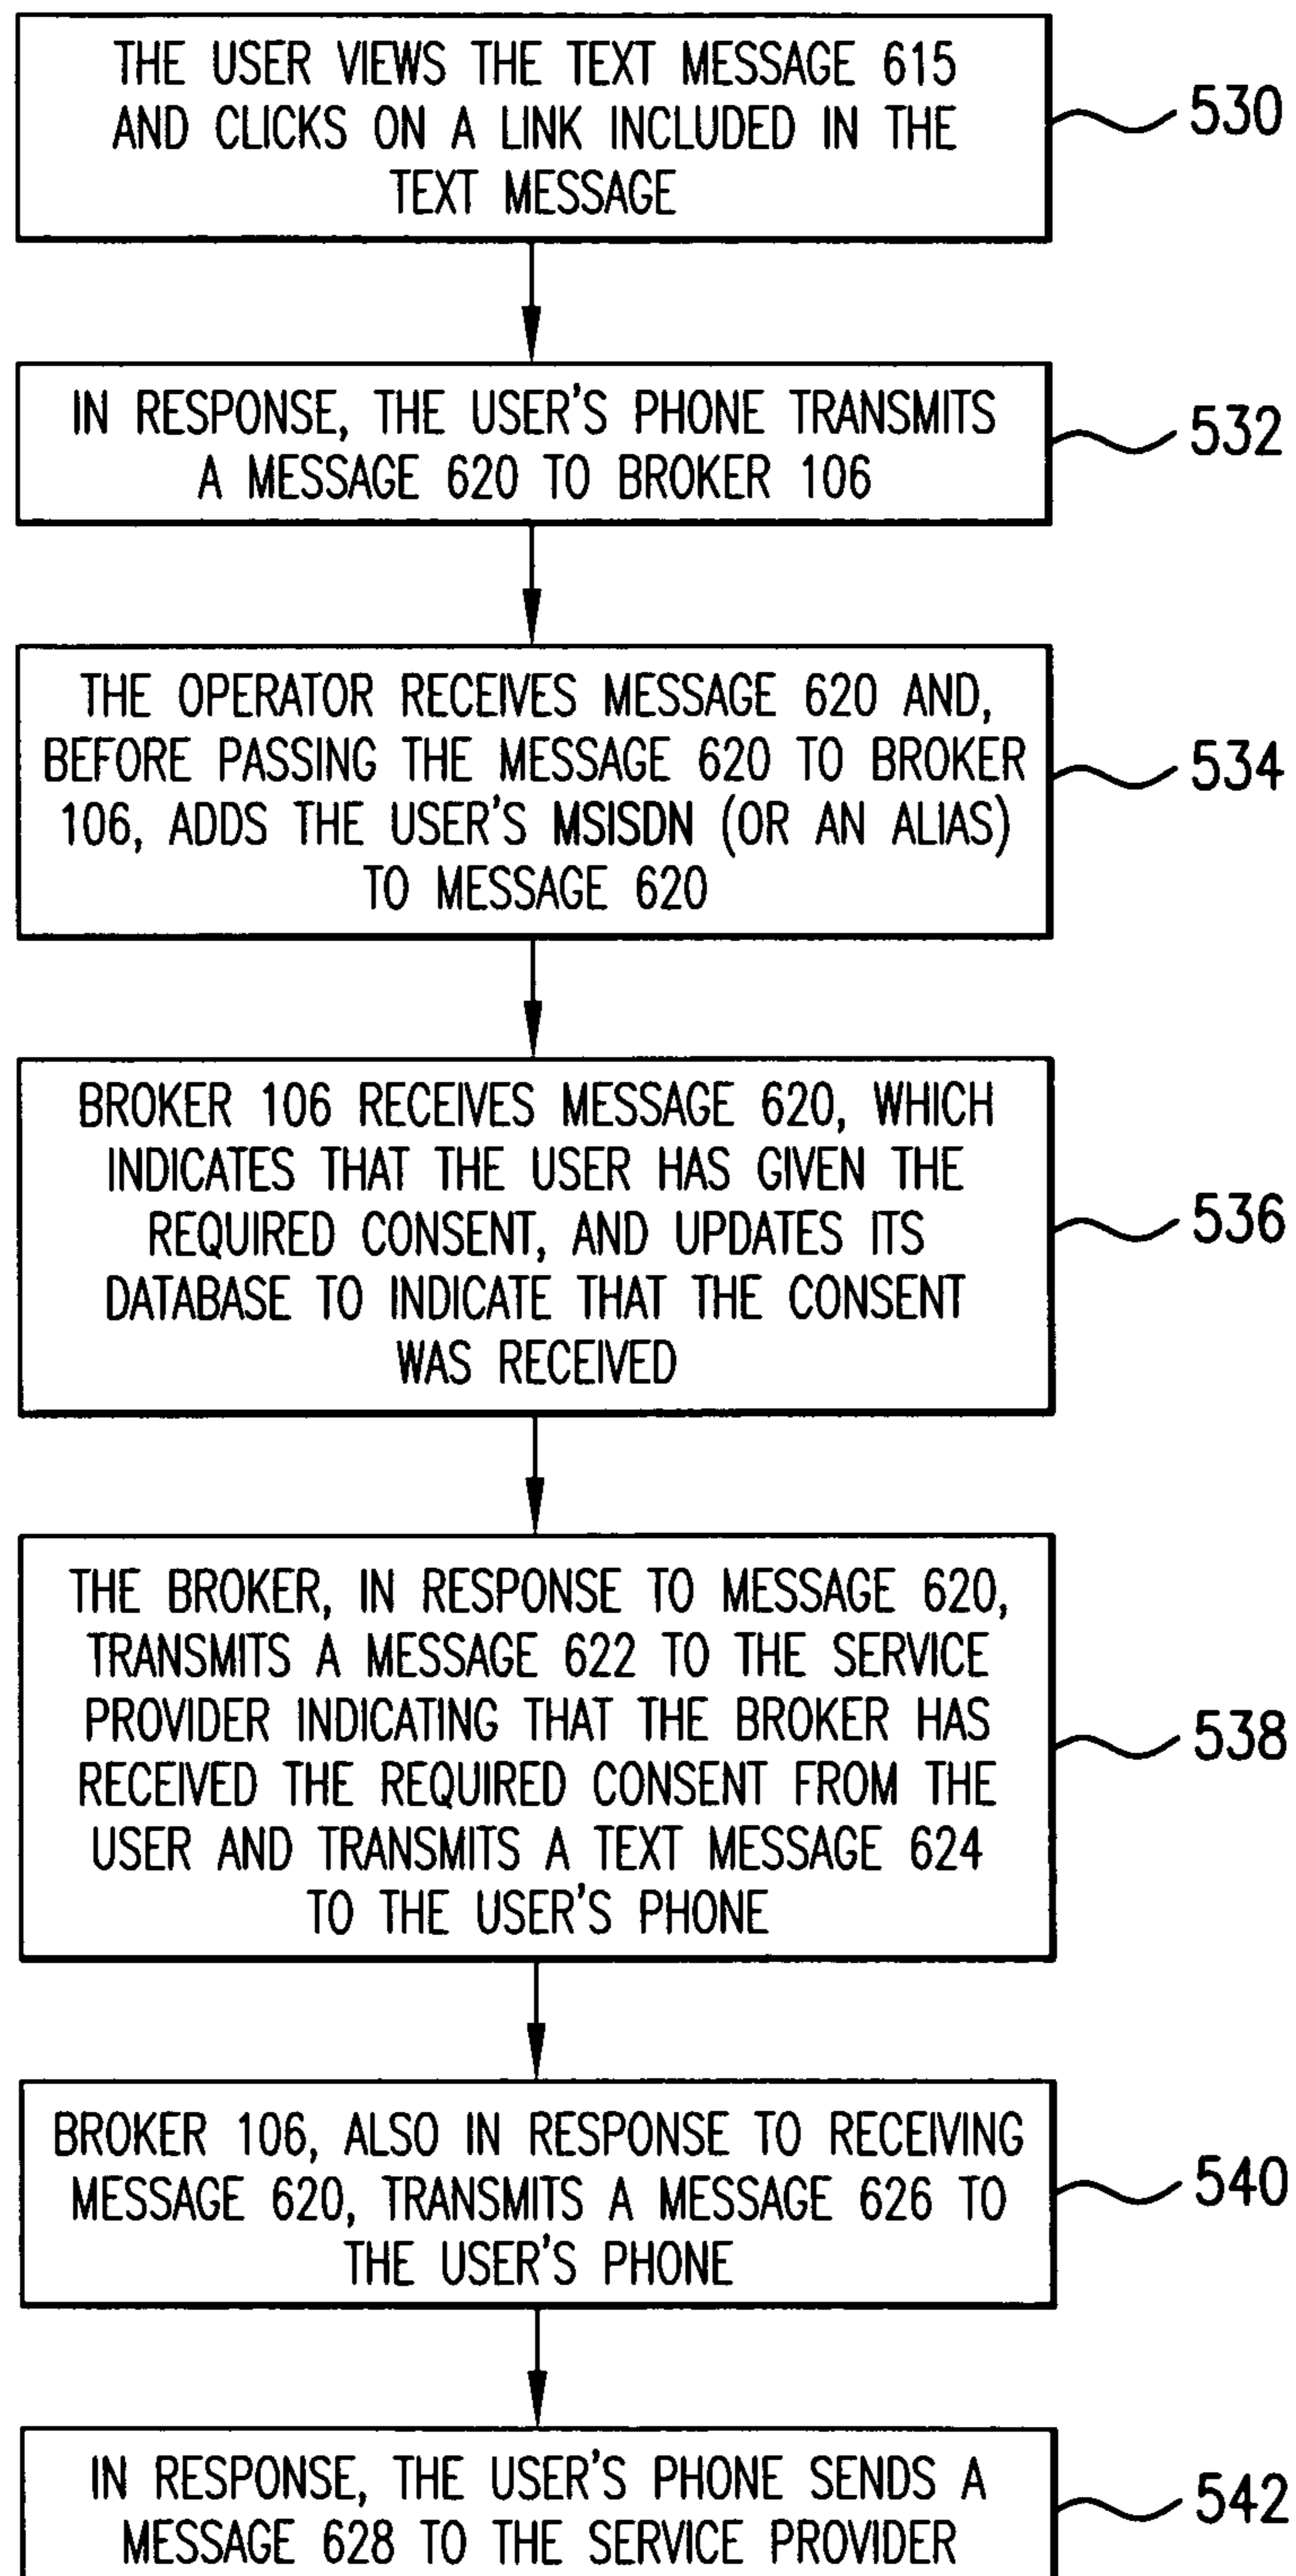 THE USER VIEWS THE TEXT MESSAGE 615
AND CLICKS ON A LINK INCLUDED IN THE
TEXT MESSAGE
530
IN RESPONSE, THE USER'S PHONE TRANSMITS
A MESSAGE 620 TO BROKER 106
532
THE OPERATOR RECEIVES MESSAGE 620 AND,
BEFORE PASSING THE MESSAGE 620 TO BROKER
106, ADDS THE USER'S MSISDN (OR AN ALIAS)
TO MESSAGE 620
534
BROKER 106 RECEIVES MESSAGE 620, WHICH
INDICATES THAT THE USER HAS GIVEN THE
REQUIRED CONSENT, AND UPDATES ITS
DATABASE TO INDICATE THAT THE CONSENT
WAS RECEIVED
536
THE BROKER, IN RESPONSE TO MESSAGE 620,
TRANSMITS A MESSAGE 622 TO THE SERVICE
PROVIDER INDICATING THAT THE BROKER HAS
RECEIVED THE REQUIRED CONSENT FROM THE
USER AND TRANSMITS A TEXT MESSAGE 624
TO THE USER'S PHONE
538
BROKER 106, ALSO IN RESPONSE TO RECEIVING
MESSAGE 620, TRANSMITS A MESSAGE 626 TO
THE USER'S PHONE
540
IN RESPONSE, THE USER'S PHONE SENDS A
MESSAGE 628 TO THE SERVICE PROVIDER
542